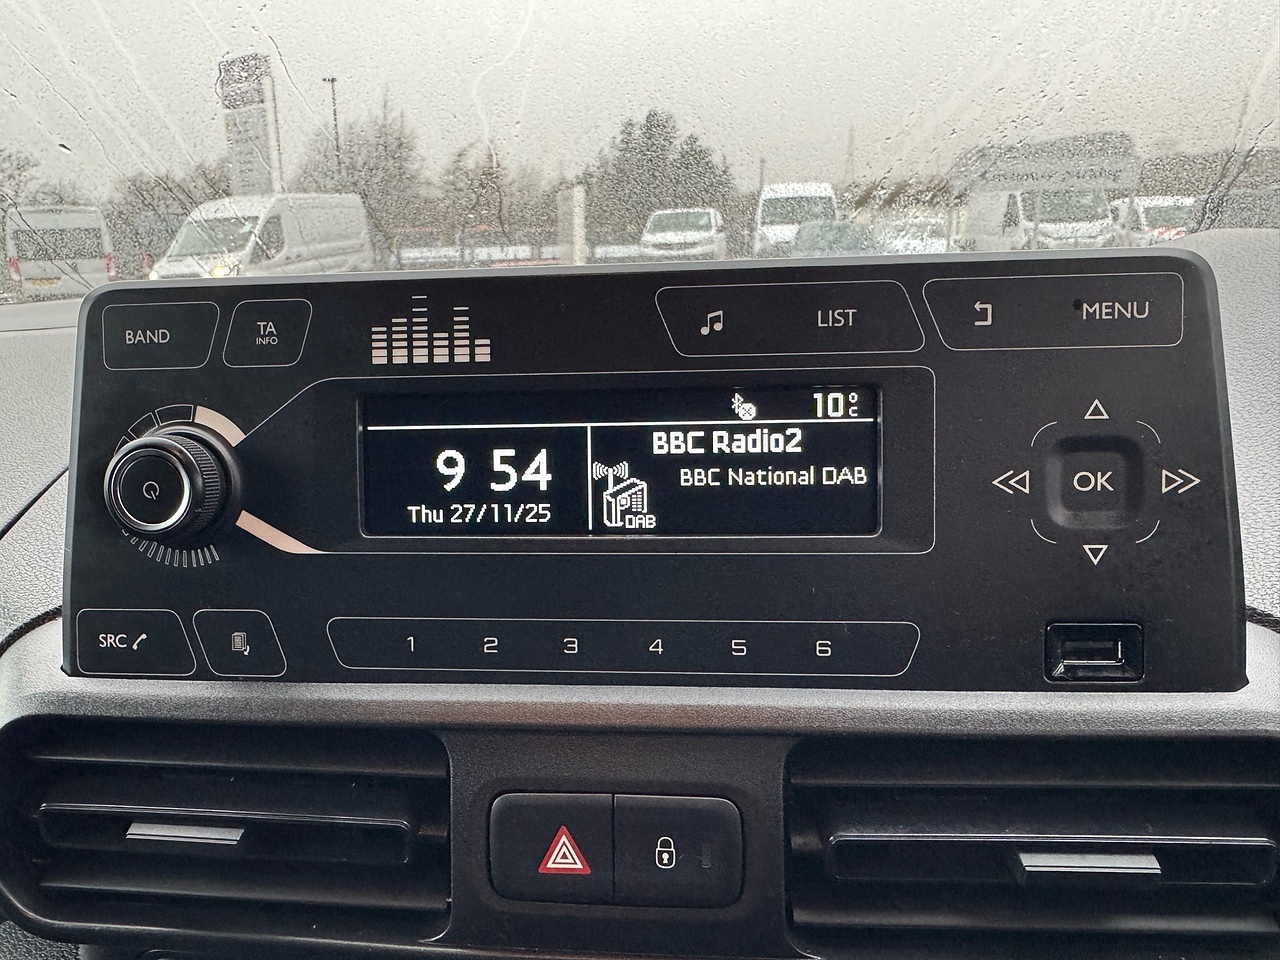 BAND
TA
INFO
LIST
MENU
10°C
9 54
Thu 27/11/25
BBC Radio2
BBC National DAB
DAB
OK
SRC
1 2 3 4 5 6